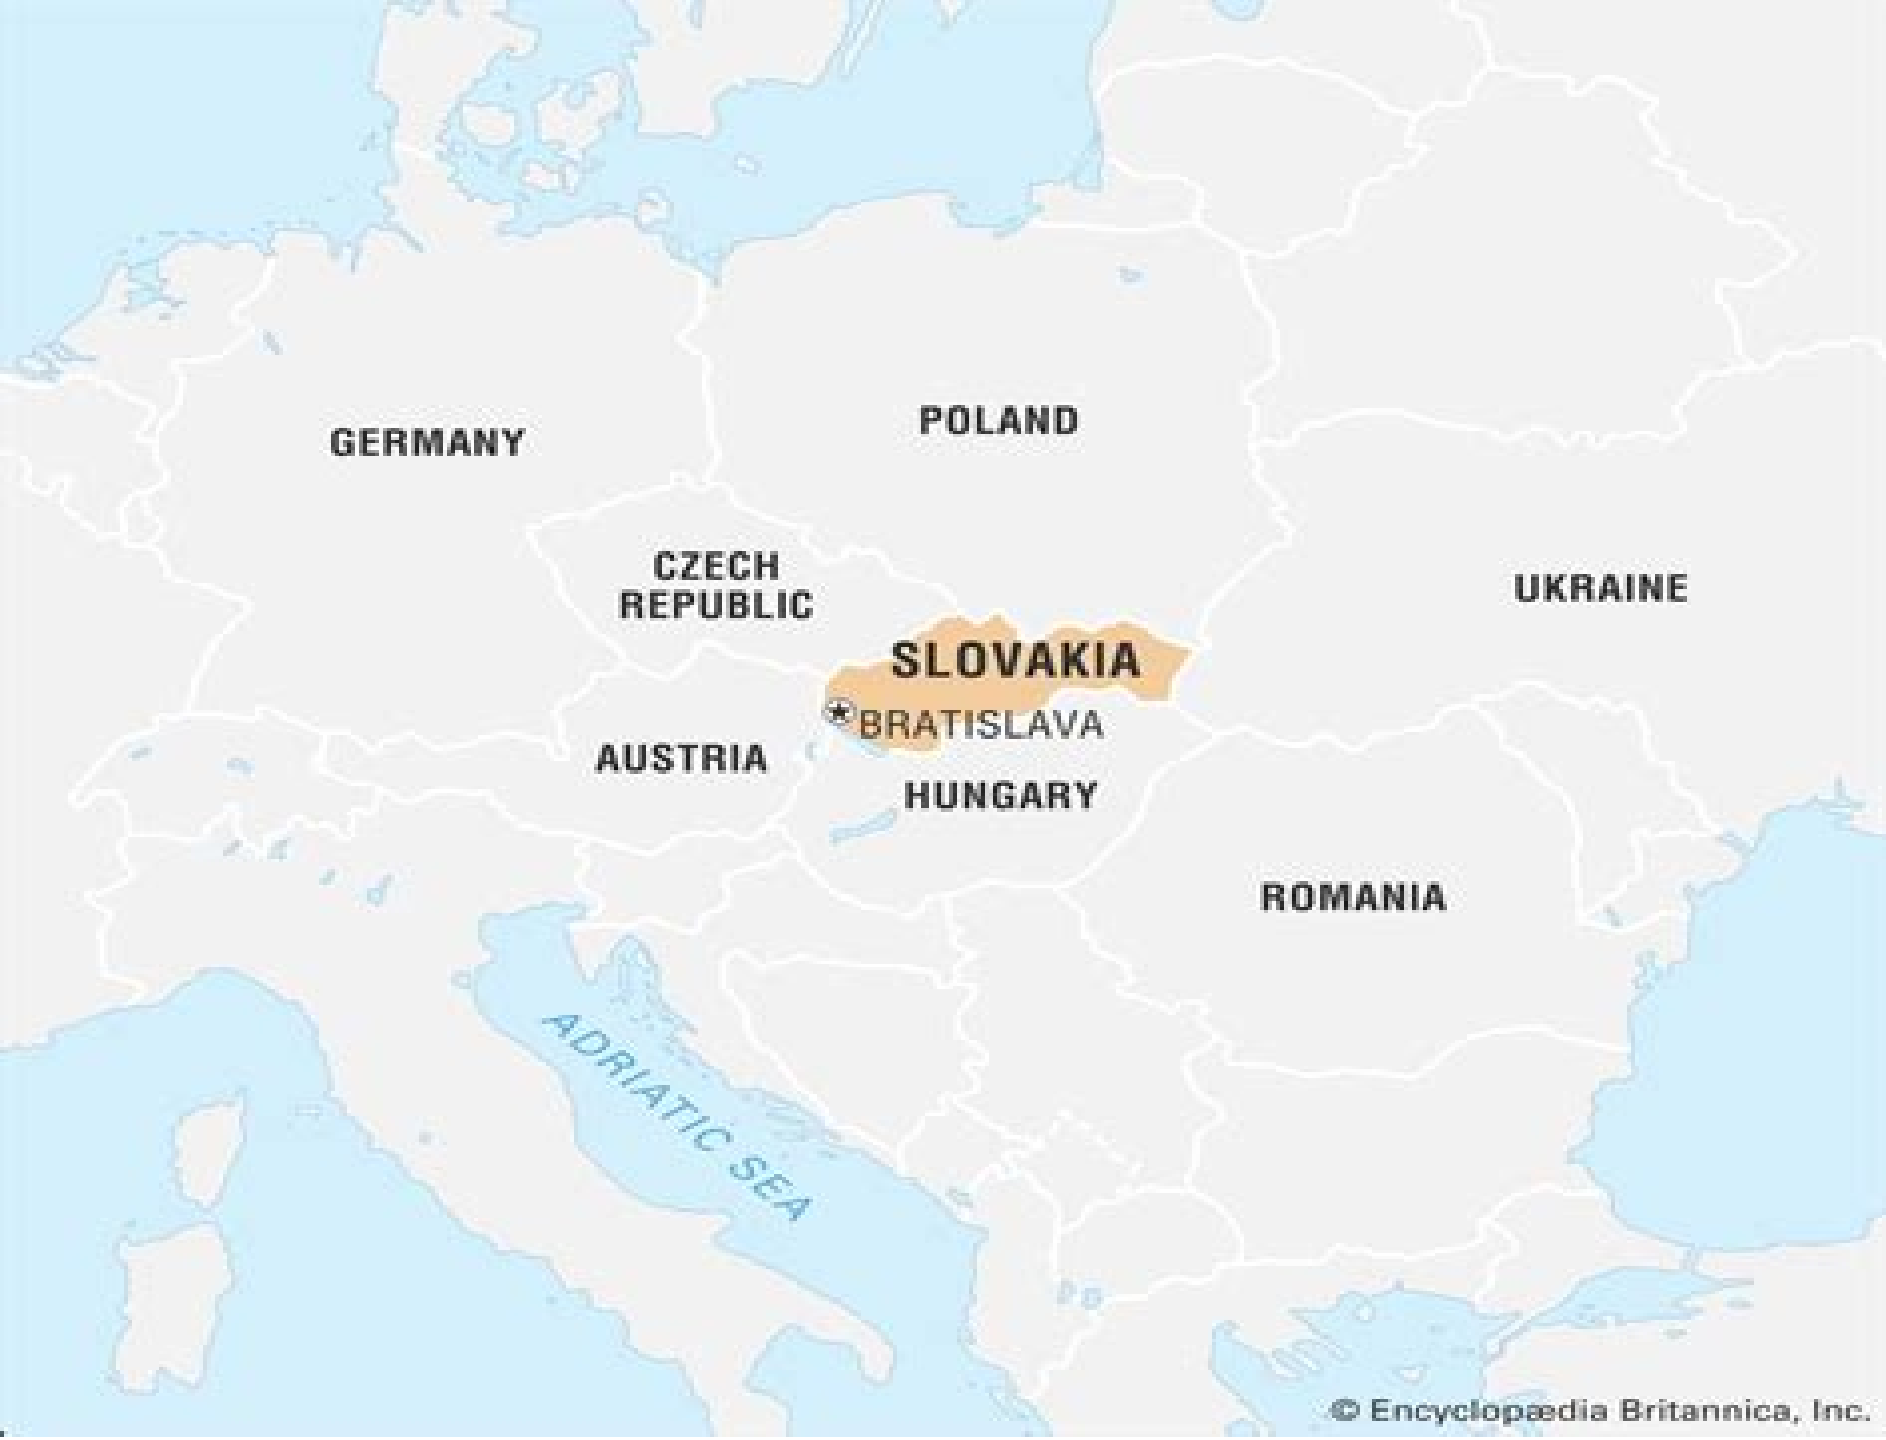 GERMANY
POLAND
CZECH
REPUBLIC
UKRAINE
SLOVAKIA
BRATISLAVA
AUSTRIA
HUNGARY
ROMANIA
ADRIATIC SEA
© Encyclopædia Britannica, Inc.